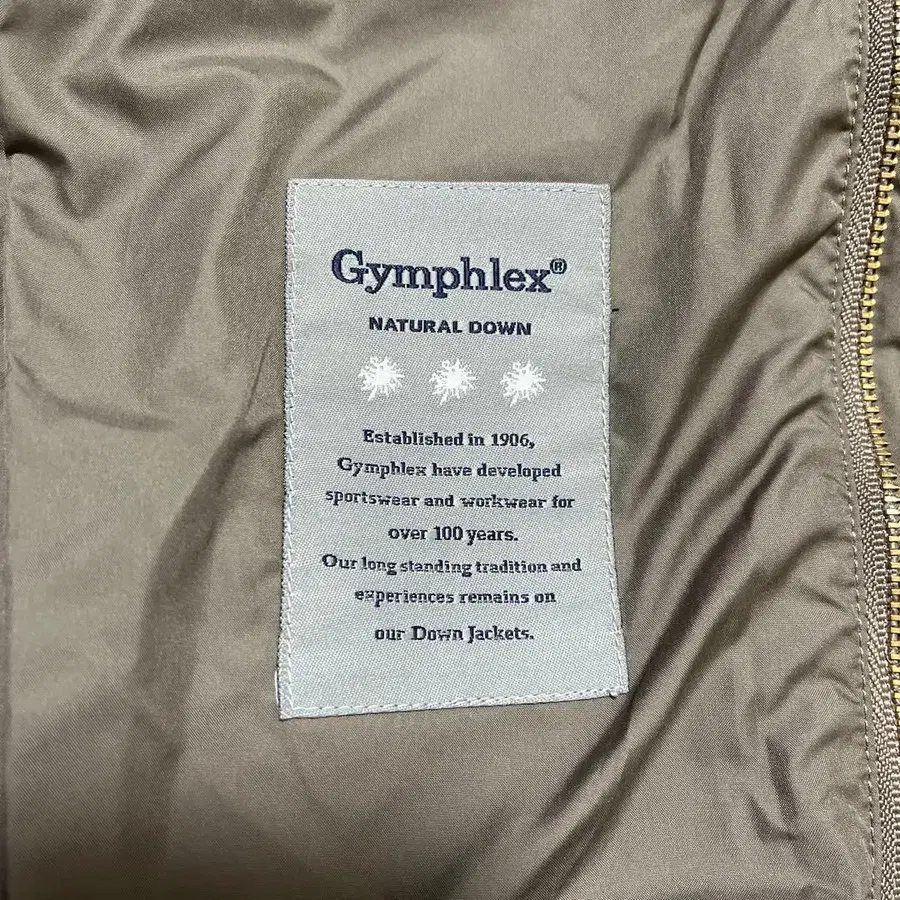 Gymphlex®
NATURAL DOWN
Established in 1906,
Gymphlex have developed
sportswear and workwear for
over 100 years.
Our long standing tradition and
experiences remains on
our Down Jackets.